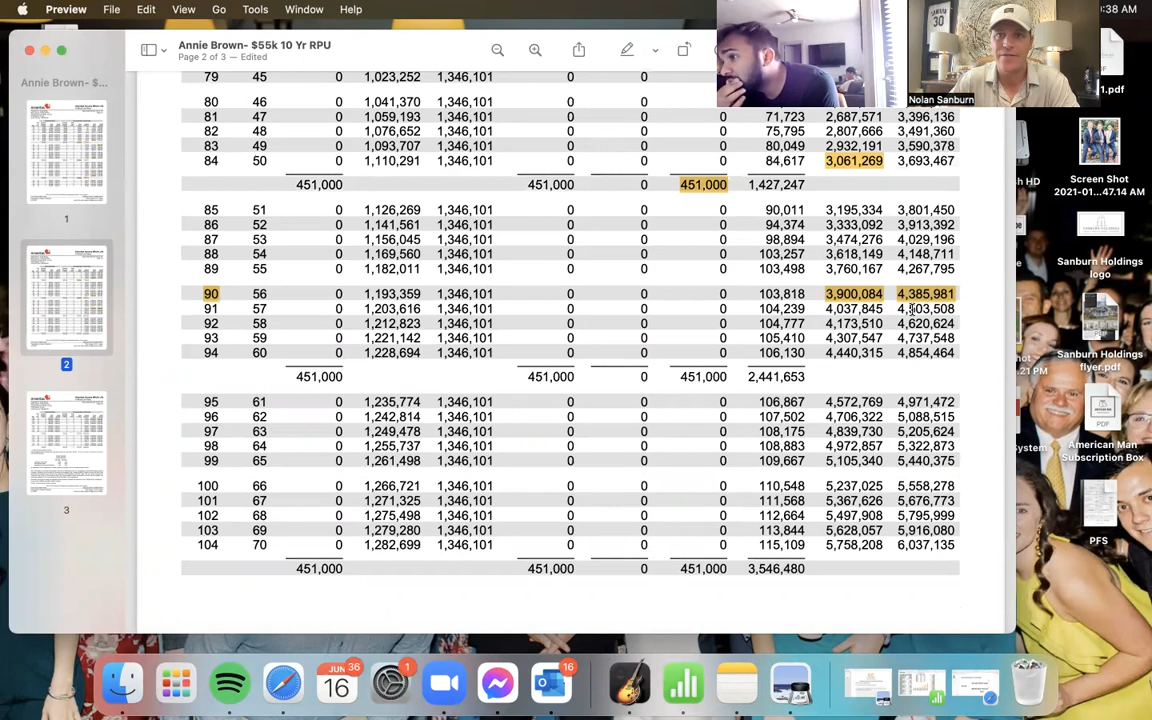 Preview File Edit View Go Tools Window Help :38 AM
Annie Brown- $55k 10 Yr RPU
Page 2 of 3 — Edited
Annie Brown- $...
1
2
3
79 45 0 1,023,252 1,346,101 0 0
80 46 0 1,041,370 1,346,101 0 0 0
81 47 0 1,059,193 1,346,101 0 0 0 71,723 2,687,571 3,396,136
82 48 0 1,076,652 1,346,101 0 0 0 75,795 2,807,666 3,491,360
83 49 0 1,093,707 1,346,101 0 0 0 80,049 2,932,191 3,590,378
84 50 0 1,110,291 1,346,101 0 0 0 84,617 3,061,269 3,693,467
451,000 451,000 0 451,000 1,427,247
85 51 0 1,126,269 1,346,101 0 0 0 90,011 3,195,334 3,801,450
86 52 0 1,141,561 1,346,101 0 0 0 94,374 3,333,092 3,913,392
87 53 0 1,156,045 1,346,101 0 0 0 98,894 3,474,276 4,029,196
88 54 0 1,169,560 1,346,101 0 0 0 103,257 3,618,149 4,148,711
89 55 0 1,182,011 1,346,101 0 0 0 103,498 3,760,167 4,267,795
90 56 0 1,193,359 1,346,101 0 0 0 103,818 3,900,084 4,385,981
91 57 0 1,203,616 1,346,101 0 0 0 104,239 4,037,845 4,503,508
92 58 0 1,212,823 1,346,101 0 0 0 104,777 4,173,510 4,620,624
93 59 0 1,221,142 1,346,101 0 0 0 105,410 4,307,547 4,737,548
94 60 0 1,228,694 1,346,101 0 0 0 106,130 4,440,315 4,854,464
451,000 451,000 0 451,000 2,441,653
95 61 0 1,235,774 1,346,101 0 0 0 106,867 4,572,769 4,971,472
96 62 0 1,242,514 1,346,101 0 0 0 107,502 4,706,322 5,088,515
97 63 0 1,249,478 1,346,101 0 0 0 108,175 4,839,730 5,205,624
98 64 0 1,255,737 1,346,101 0 0 0 108,883 4,972,857 5,322,873
99 65 0 1,261,498 1,346,101 0 0 0 109,667 5,105,340 5,440,375
100 66 0 1,266,721 1,346,101 0 0 0 110,548 5,237,025 5,558,278
101 67 0 1,271,325 1,346,101 0 0 0 111,568 5,367,626 5,676,773
102 68 0 1,275,498 1,346,101 0 0 0 112,664 5,497,908 5,795,999
103 69 0 1,279,280 1,346,101 0 0 0 113,844 5,628,057 5,916,080
104 70 0 1,282,699 1,346,101 0 0 0 115,109 5,758,208 6,037,135
451,000 451,000 0 451,000 3,546,480
30
Nolan Sanburn
1.pdf
sh HD
Screen Shot
2021-01...47.14 AM
Sanburn Holdings
logo
hot
.21 PM
Sanburn Holdings
flyer.pdf
PDF
System
American Man
Subscription Box
PFS
JUN 36
16
1
16